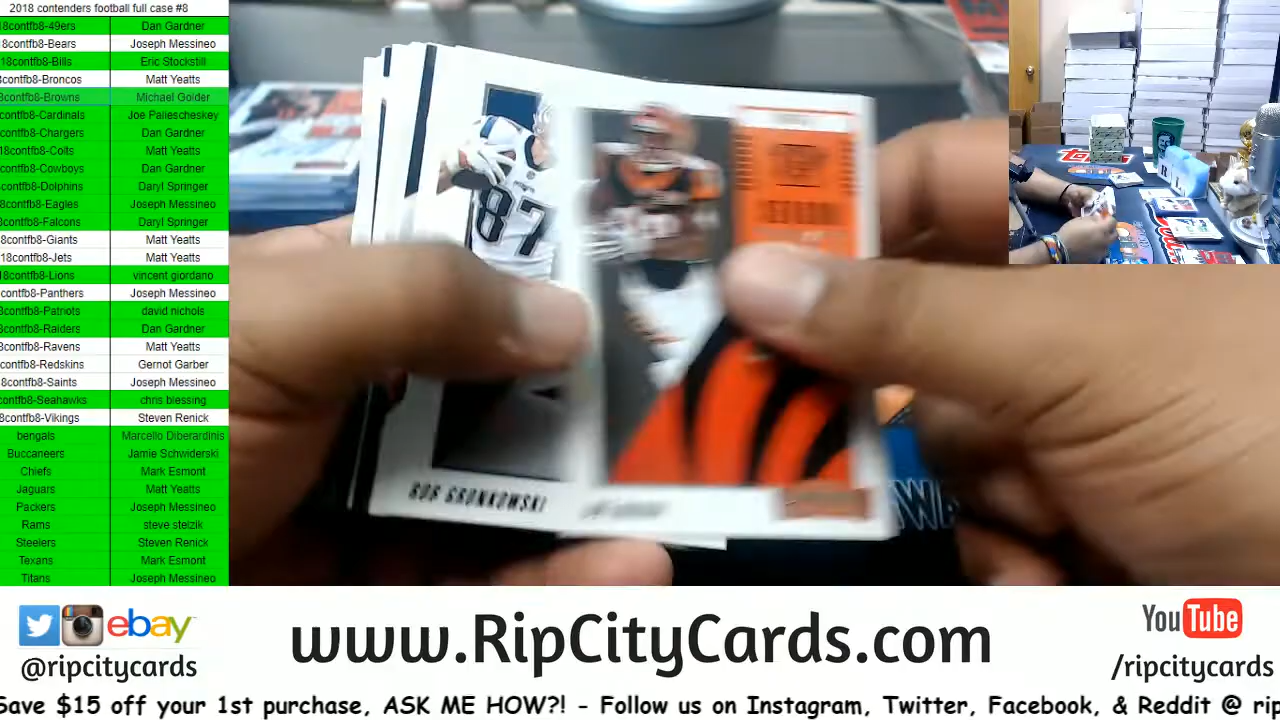 2018 contenders football full case #8
18contfb8-49ers Dan Gardner
8contfb8-Bears Joseph Messineo
18contfb8-Bills Eric Stockstill
8contfb8-Broncos Matt Yeatts
8contfb8-Browns Michael Golder
contfb8-Cardinals Joe Paliescheskey
contfb8-Chargers Dan Gardner
18contfb8-Colts Matt Yeatts
contfb8-Cowboys Dan Gardner
contfb8-Dolphins Daryl Springer
8contfb8-Eagles Joseph Messineo
8contfb8-Falcons Daryl Springer
8contfb8-Giants Matt Yeatts
18contfb8-Jets Matt Yeatts
18contfb8-Lions vincent giordano
contfb8-Panthers Joseph Messineo
8contfb8-Patriots david nichols
8contfb8-Raiders Dan Gardner
8contfb8-Ravens Matt Yeatts
contfb8-Redskins Gernot Garber
8contfb8-Saints Joseph Messineo
contfb8-Seahawks chris blessing
8contfb8-Vikings Steven Renick
bengals Marcello Diberardinis
Buccaneers Jamie Schwiderski
Chiefs Mark Esmont
Jaguars Matt Yeatts
Packers Joseph Messineo
Rams steve stelzik
Steelers Steven Renick
Texans Mark Esmont
Titans Joseph Messineo
87
ROB GRONKOWSKI
ebay
@ripcitycards
www.RipCityCards.com
YouTube
/ripcitycards
Save $15 off your 1st purchase, ASK ME HOW?! - Follow us on Instagram, Twitter, Facebook, & Reddit @ rip